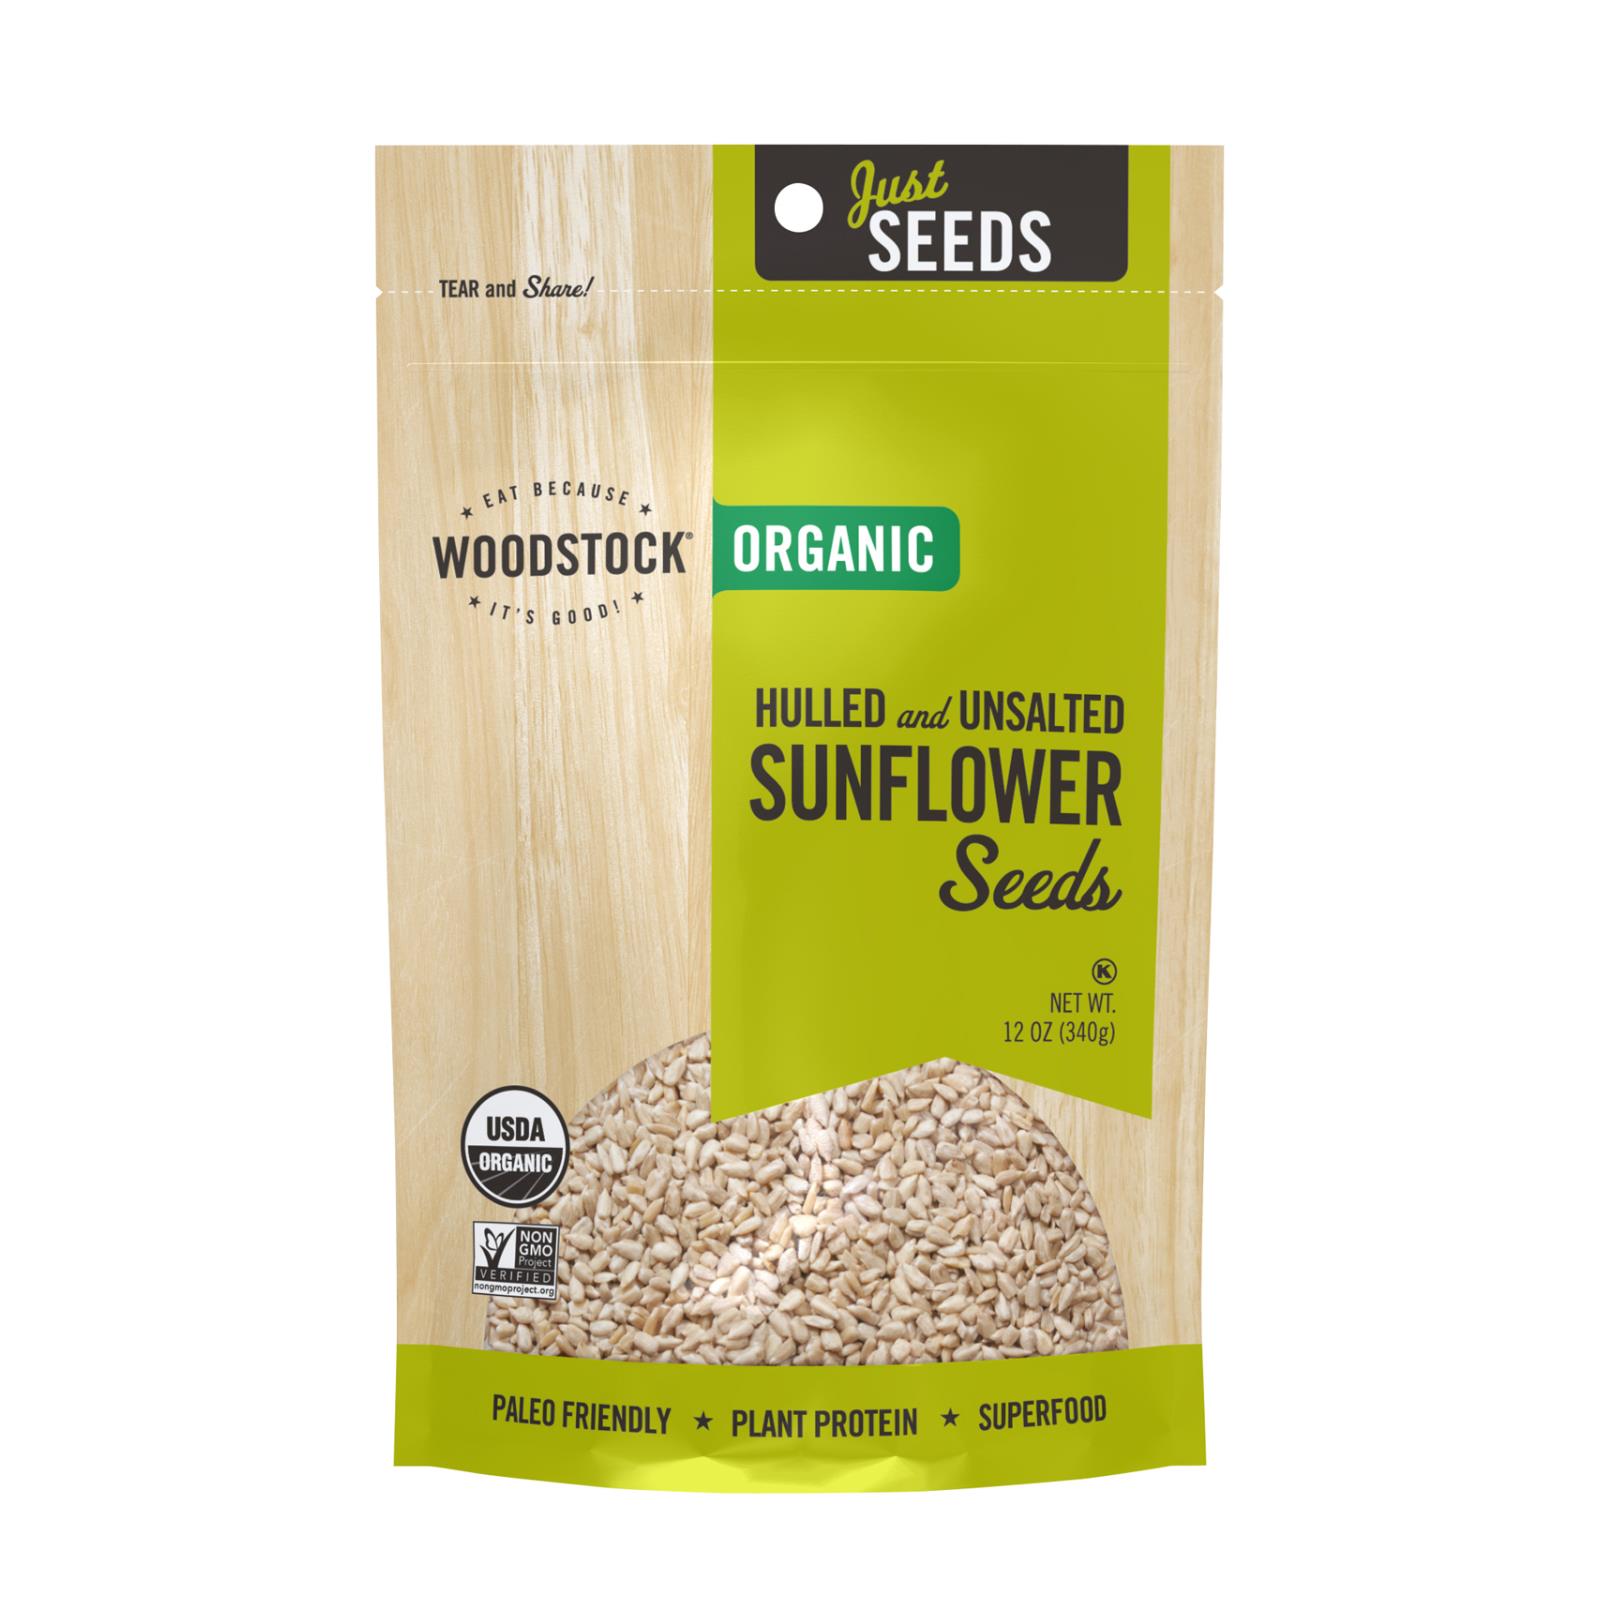 Just
SEEDS
TEAR and Share!
★ EAT BECAUSE ★
WOODSTOCK®
★ IT'S GOOD! ★
ORGANIC
HULLED and UNSALTED
SUNFLOWER
Seeds
K
NET WT.
12 OZ (340g)
USDA
ORGANIC
NON
GMO
Project
VERIFIED
nongmoproject.org
PALEO FRIENDLY ★ PLANT PROTEIN ★ SUPERFOOD